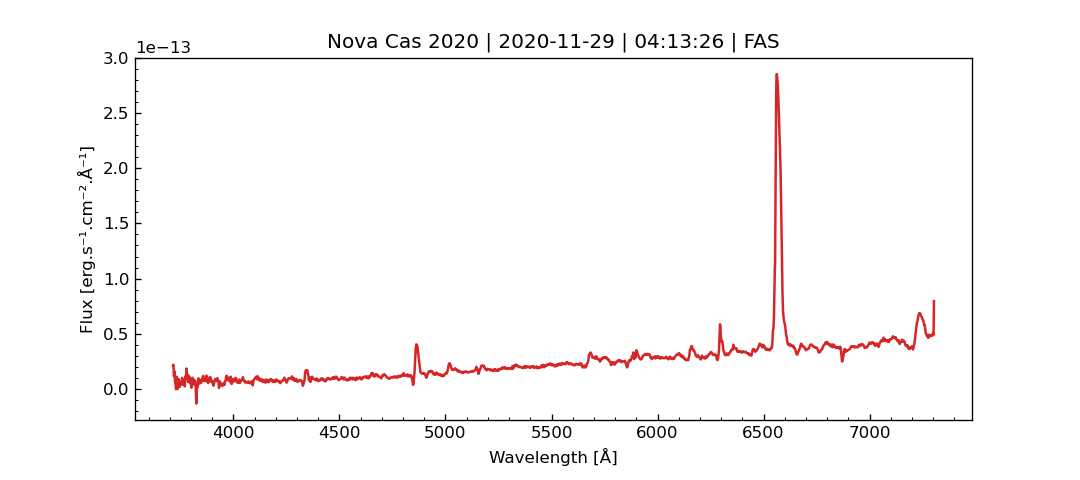 Nova Cas 2020 | 2020-11-29 | 04:13:26 | FAS
1e−13
3.0
2.5
2.0
1.5
1.0
0.5
0.0
Flux [erg.s⁻¹.cm⁻².Å⁻¹]
4000 4500 5000 5500 6000 6500 7000
Wavelength [Å]